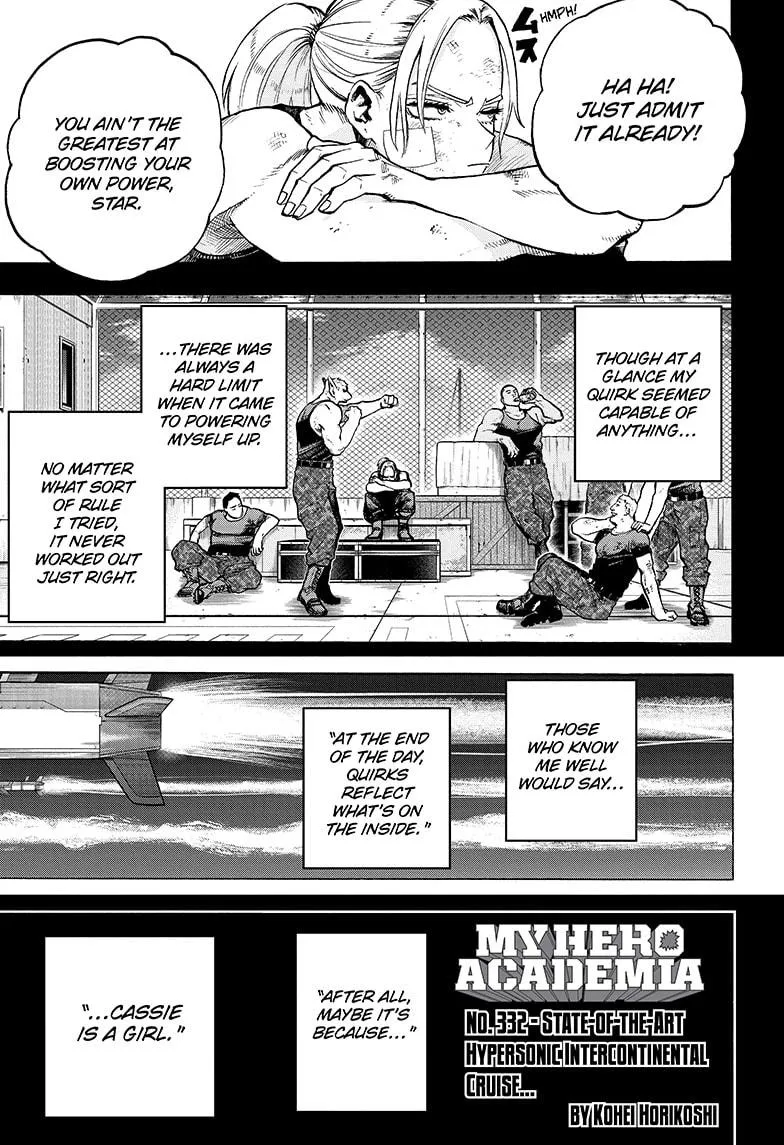 HMPH!
ムス
HA HA!
JUST ADMIT
IT ALREADY!
YOU AIN'T THE
GREATEST AT
BOOSTING YOUR
OWN POWER,
STAR.
THOUGH AT A
GLANCE MY
QUIRK SEEMED
CAPABLE OF
ANYTHING...
...THERE WAS
ALWAYS A
HARD LIMIT
WHEN IT CAME
TO POWERING
MYSELF UP.
NO MATTER
WHAT SORT
OF RULE
I TRIED,
IT NEVER
WORKED OUT
JUST RIGHT.
THOSE
WHO KNOW
ME WELL
WOULD SAY...
"AT THE END
OF THE DAY,
QUIRKS
REFLECT
WHAT'S ON
THE INSIDE."
MY HERO
ACADEMIA
No. 332 - State-of-the-Art
Hypersonic Intercontinental
Cruise...
by Kohei Horikoshi
"AFTER ALL,
MAYBE IT'S
BECAUSE..."
"...CASSIE
IS A GIRL."